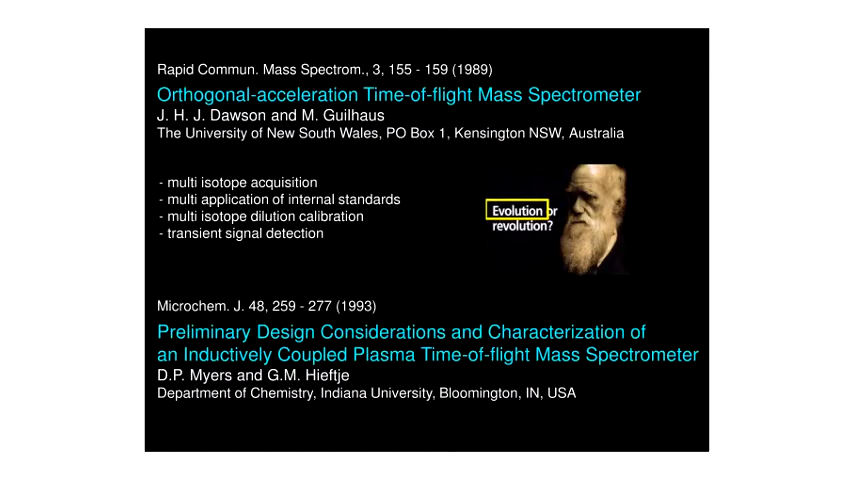 Rapid Commun. Mass Spectrom., 3, 155 - 159 (1989)
Orthogonal-acceleration Time-of-flight Mass Spectrometer
J. H. J. Dawson and M. Guilhaus
The University of New South Wales, PO Box 1, Kensington NSW, Australia
- multi isotope acquisition
- multi application of internal standards
- multi isotope dilution calibration
- transient signal detection
Evolution or
revolution?
Microchem. J. 48, 259 - 277 (1993)
Preliminary Design Considerations and Characterization of
an Inductively Coupled Plasma Time-of-flight Mass Spectrometer
D.P. Myers and G.M. Hieftje
Department of Chemistry, Indiana University, Bloomington, IN, USA